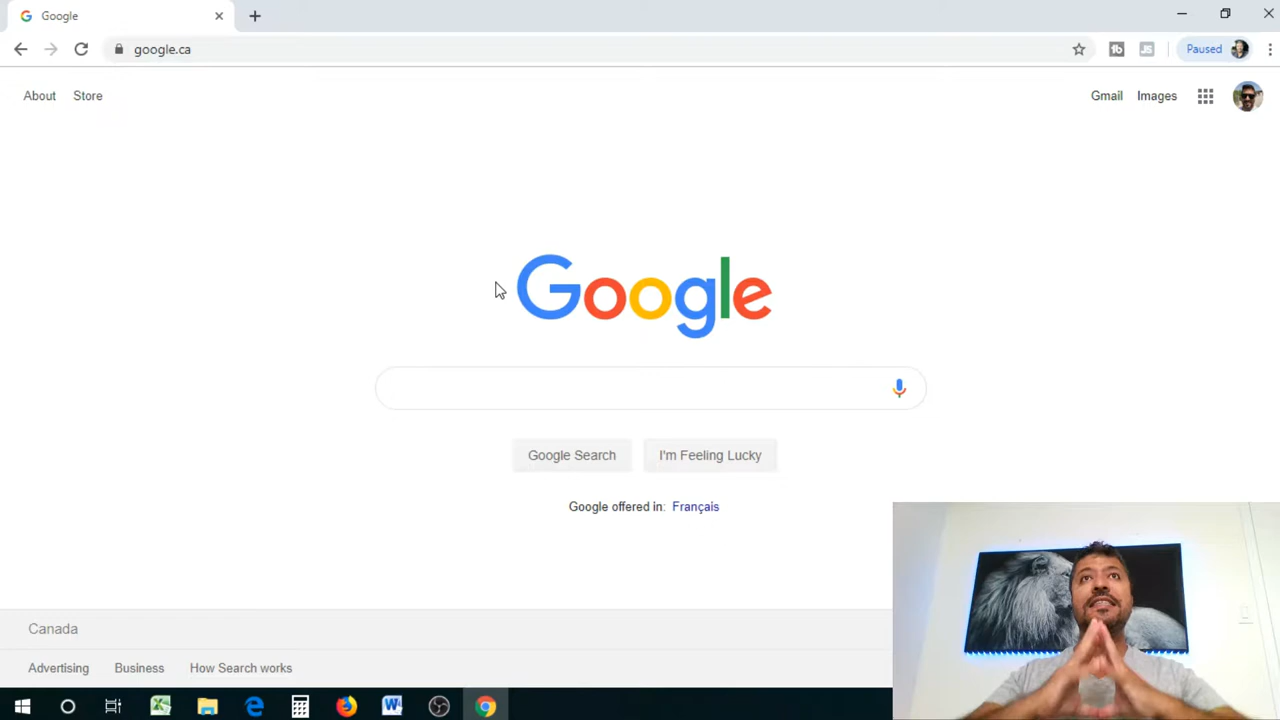 Google
google.ca
Paused
About Store
Gmail Images
Google
Google Search
I'm Feeling Lucky
Google offered in: Français
Canada
Advertising Business How Search works